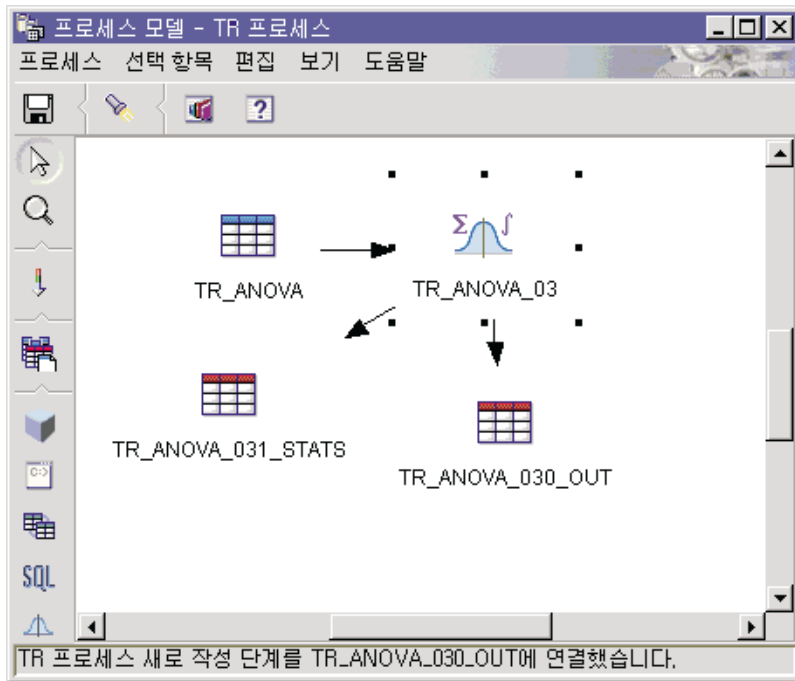 프로세스 모델 - TR 프로세스
프로세스 선택 항목 편집 보기 도움말
?
Σ ∫
TR_ANOVA
TR_ANOVA_03
TR_ANOVA_031_STATS
TR_ANOVA_030_OUT
C:>
SQL
TR 프로세스 새로 작성 단계를 TR_ANOVA_030_OUT에 연결했습니다.